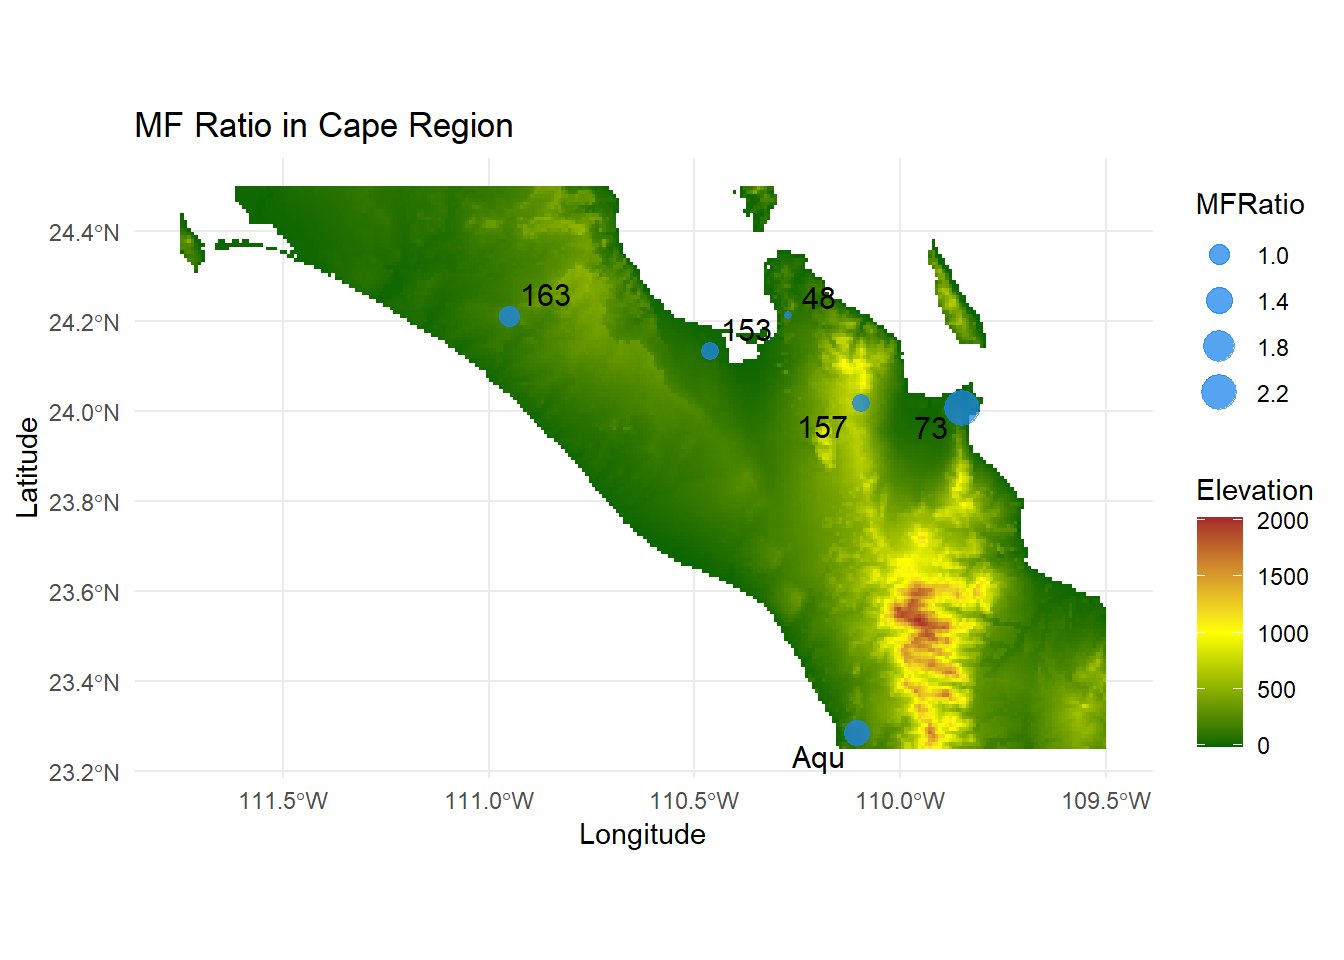 MF Ratio in Cape Region
24.4°N
24.2°N
24.0°N
23.8°N
23.6°N
23.4°N
23.2°N
Latitude
163
153
48
157
73
Aqu
111.5°W
111.0°W
110.5°W
110.0°W
109.5°W
Longitude
MFRatio
1.0
1.4
1.8
2.2
Elevation
2000
1500
1000
500
0